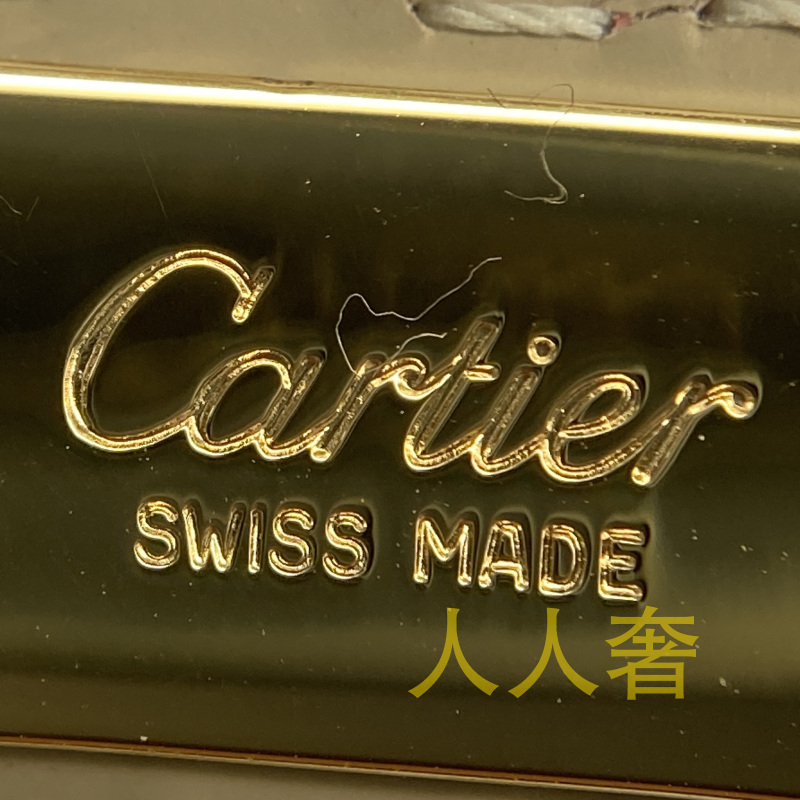 Cartier
SWISS MADE
人人奢